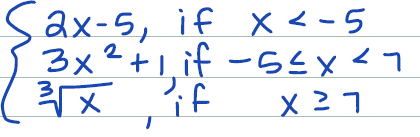 2x-5, if x < -5
3x² + 1, if -5 ≤ x < 7
∛x, if x ≥ 7